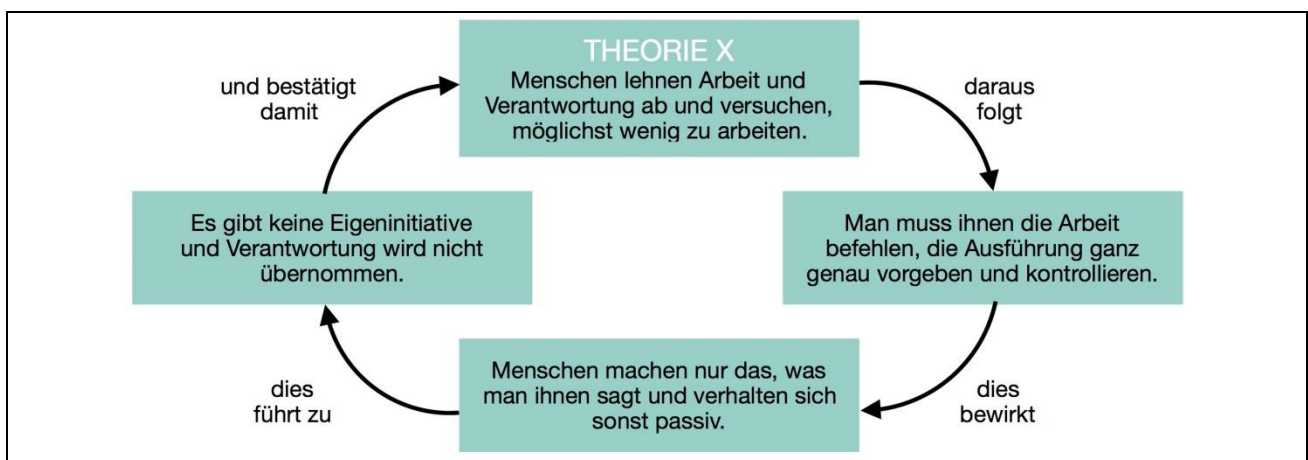 THEORIE X
Menschen lehnen Arbeit und
Verantwortung ab und versuchen,
möglichst wenig zu arbeiten.
daraus
folgt
Man muss ihnen die Arbeit
befehlen, die Ausführung ganz
genau vorgeben und kontrollieren.
dies
bewirkt
Menschen machen nur das, was
man ihnen sagt und verhalten sich
sonst passiv.
dies
führt zu
Es gibt keine Eigeninitiative
und Verantwortung wird nicht
übernommen.
und bestätigt
damit